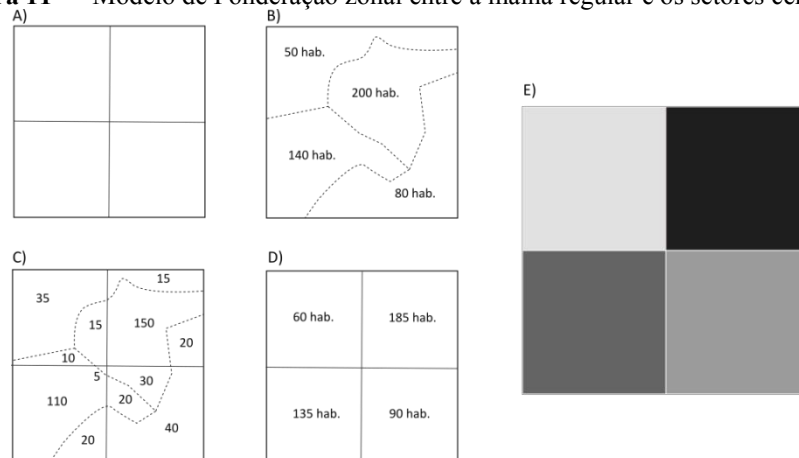 11
Modelo de Ponderação zonal entre a malha regular e os setores
A)
B)
50 hab.
200 hab.
140 hab.
80 hab.
E)
C)
15
35
15
150
20
10
5
30
110
20
20
40
D)
60 hab.
185 hab.
135 hab.
90 hab.